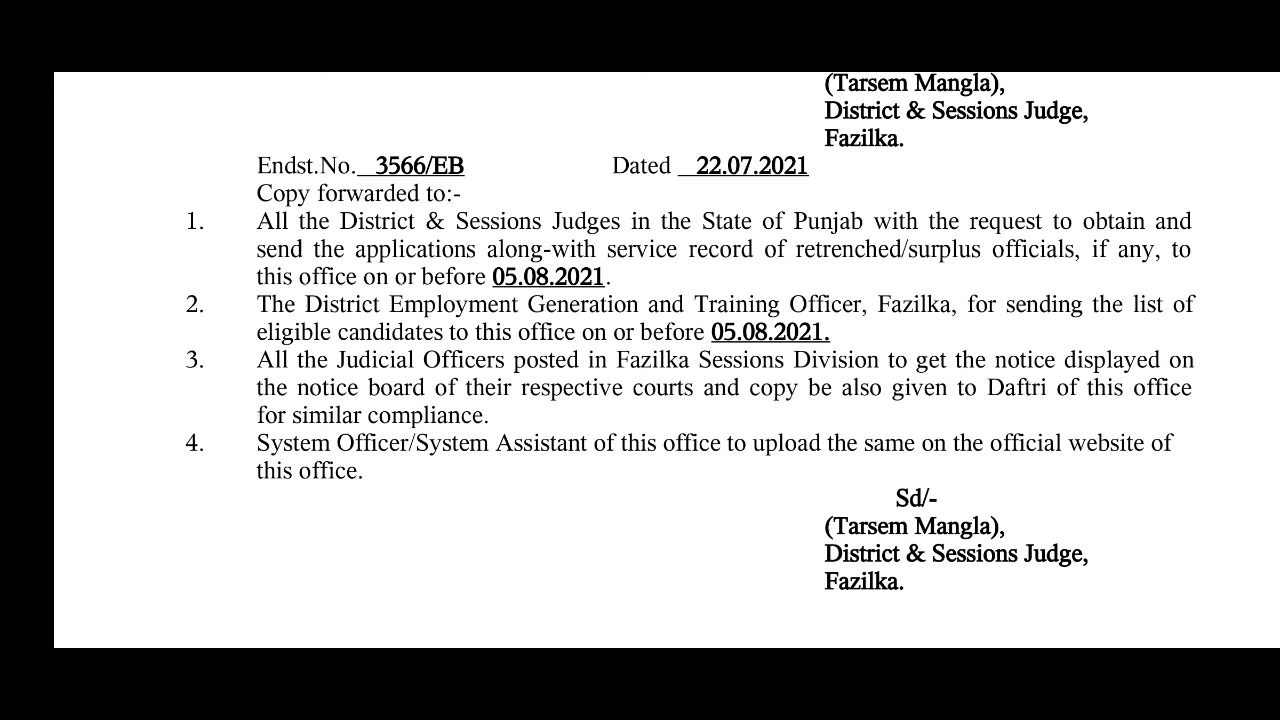 (Tarsem Mangla),
District & Sessions Judge,
Fazilka.
Endst.No. 3566/EB Dated 22.07.2021
Copy forwarded to:-
1. All the District & Sessions Judges in the State of Punjab with the request to obtain and
send the applications along-with service record of retrenched/surplus officials, if any, to
this office on or before 05.08.2021.
2. The District Employment Generation and Training Officer, Fazilka, for sending the list of
eligible candidates to this office on or before 05.08.2021.
3. All the Judicial Officers posted in Fazilka Sessions Division to get the notice displayed on
the notice board of their respective courts and copy be also given to Daftri of this office
for similar compliance.
4. System Officer/System Assistant of this office to upload the same on the official website of
this office.
Sd/-
(Tarsem Mangla),
District & Sessions Judge,
Fazilka.